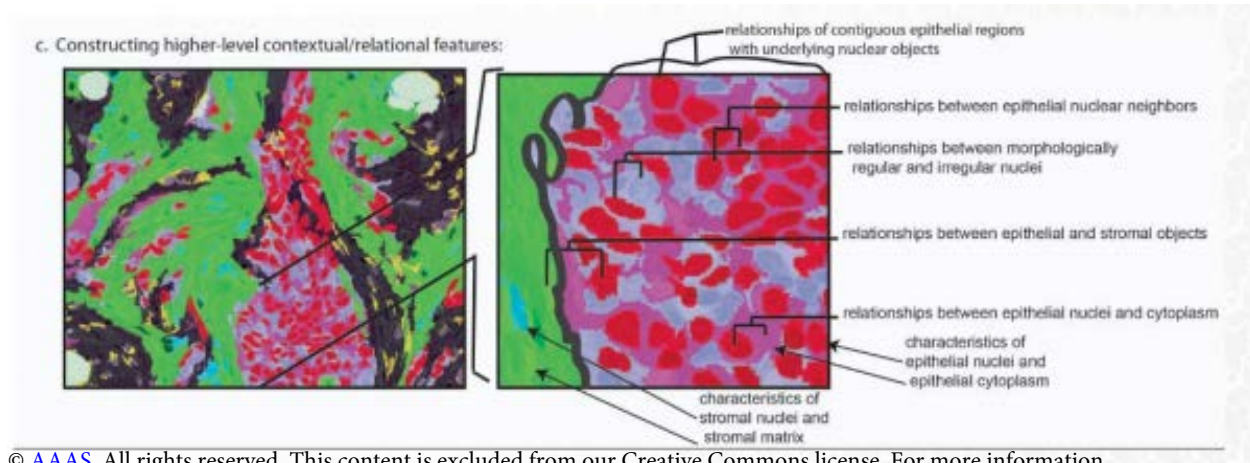 c. Constructing higher-level contextual/relational features:
relationships of contiguous epithelial regions
with underlying nuclear objects
relationships between epithelial nuclear neighbors
relationships between morphologically
regular and irregular nuclei
relationships between epithelial and stromal objects
relationships between epithelial nuclei and cytoplasm
characteristics of
epithelial nuclei and
epithelial cytoplasm
characteristics of
stromal nuclei and
stromal matrix
© AAAS. All rights reserved. This content is excluded from our Creative Commons license. For more information,